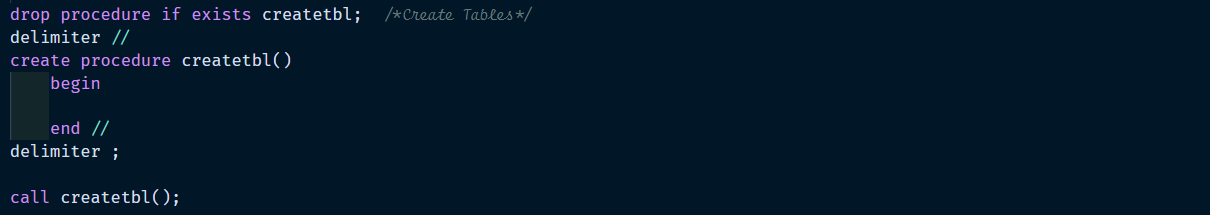 drop procedure if exists createtbl;  /*Create Tables*/
delimiter //
create procedure createtbl()
    begin

    end //
delimiter ;

call createtbl();